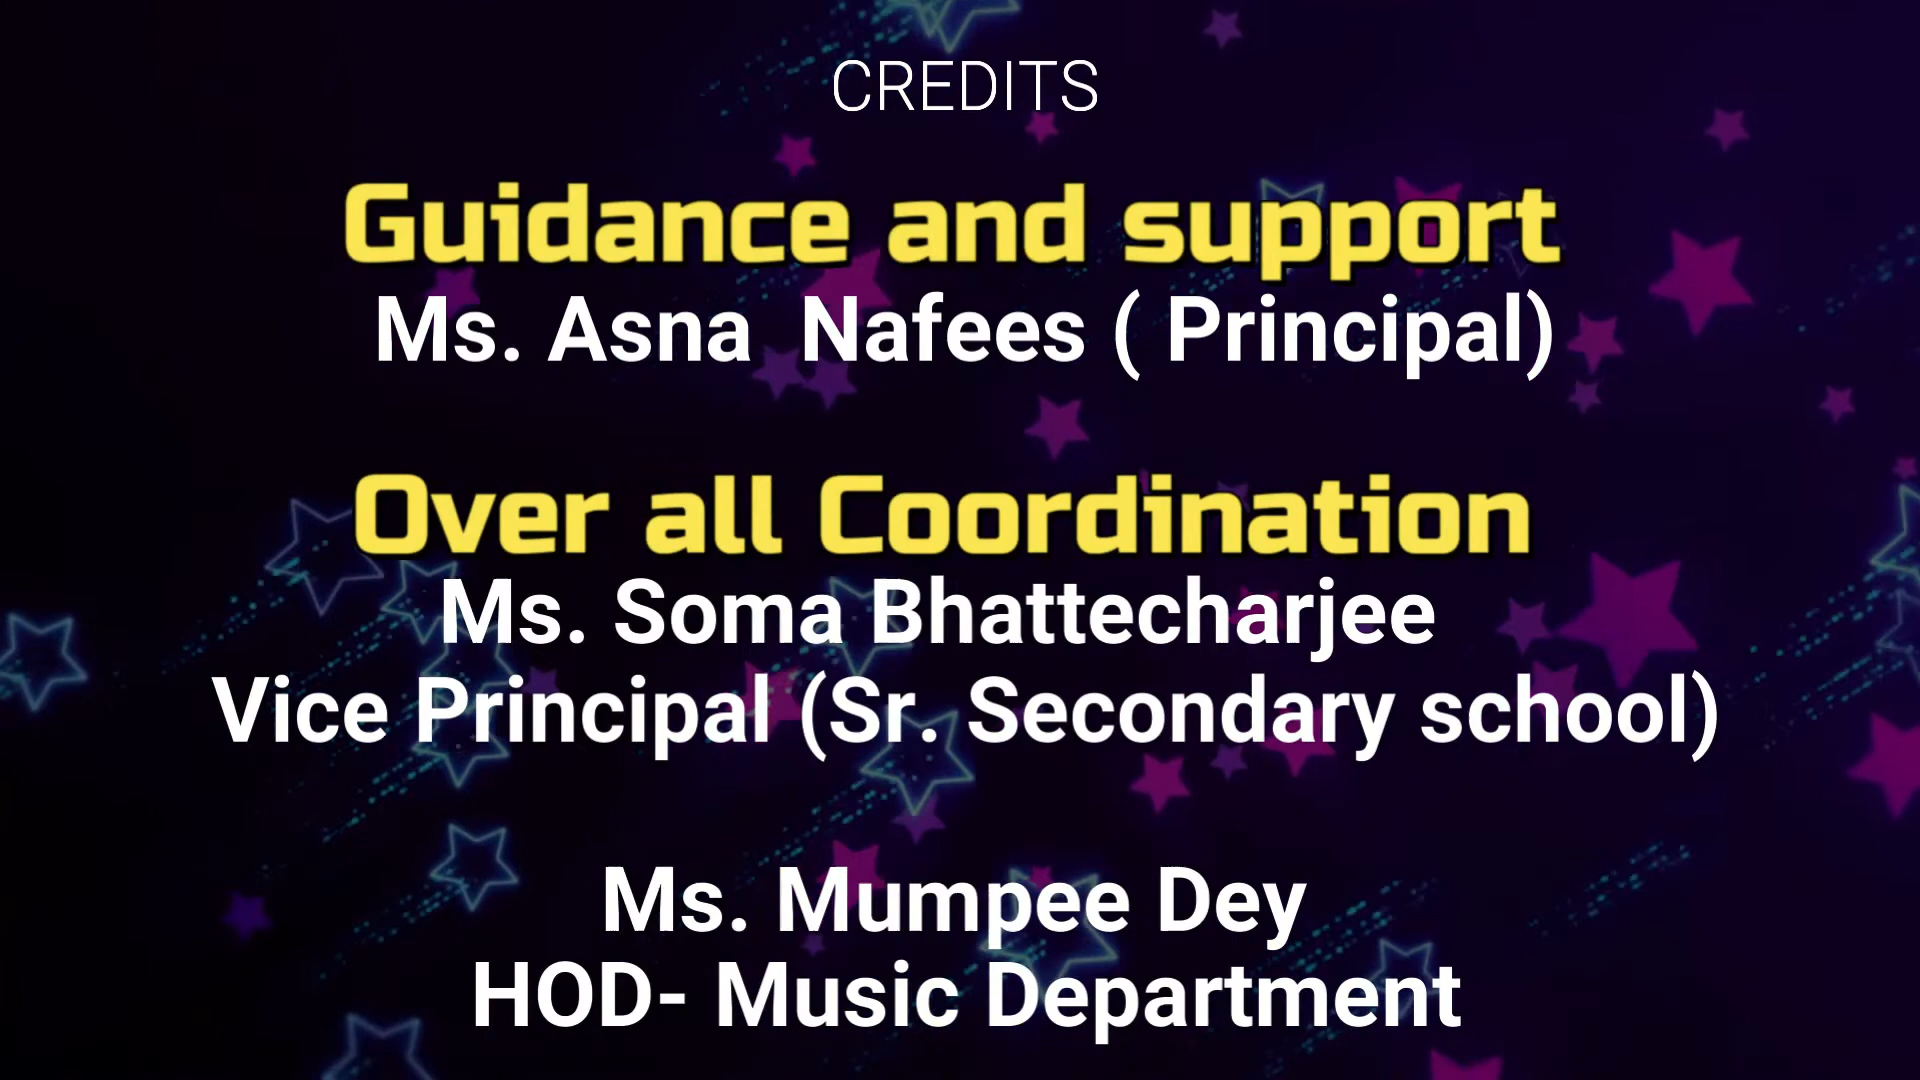 CREDITS
Guidance and support
Ms. Asna  Nafees ( Principal)
Over all Coordination
Ms. Soma Bhattecharjee
Vice Principal (Sr. Secondary school)
Ms. Mumpee Dey
HOD- Music Department